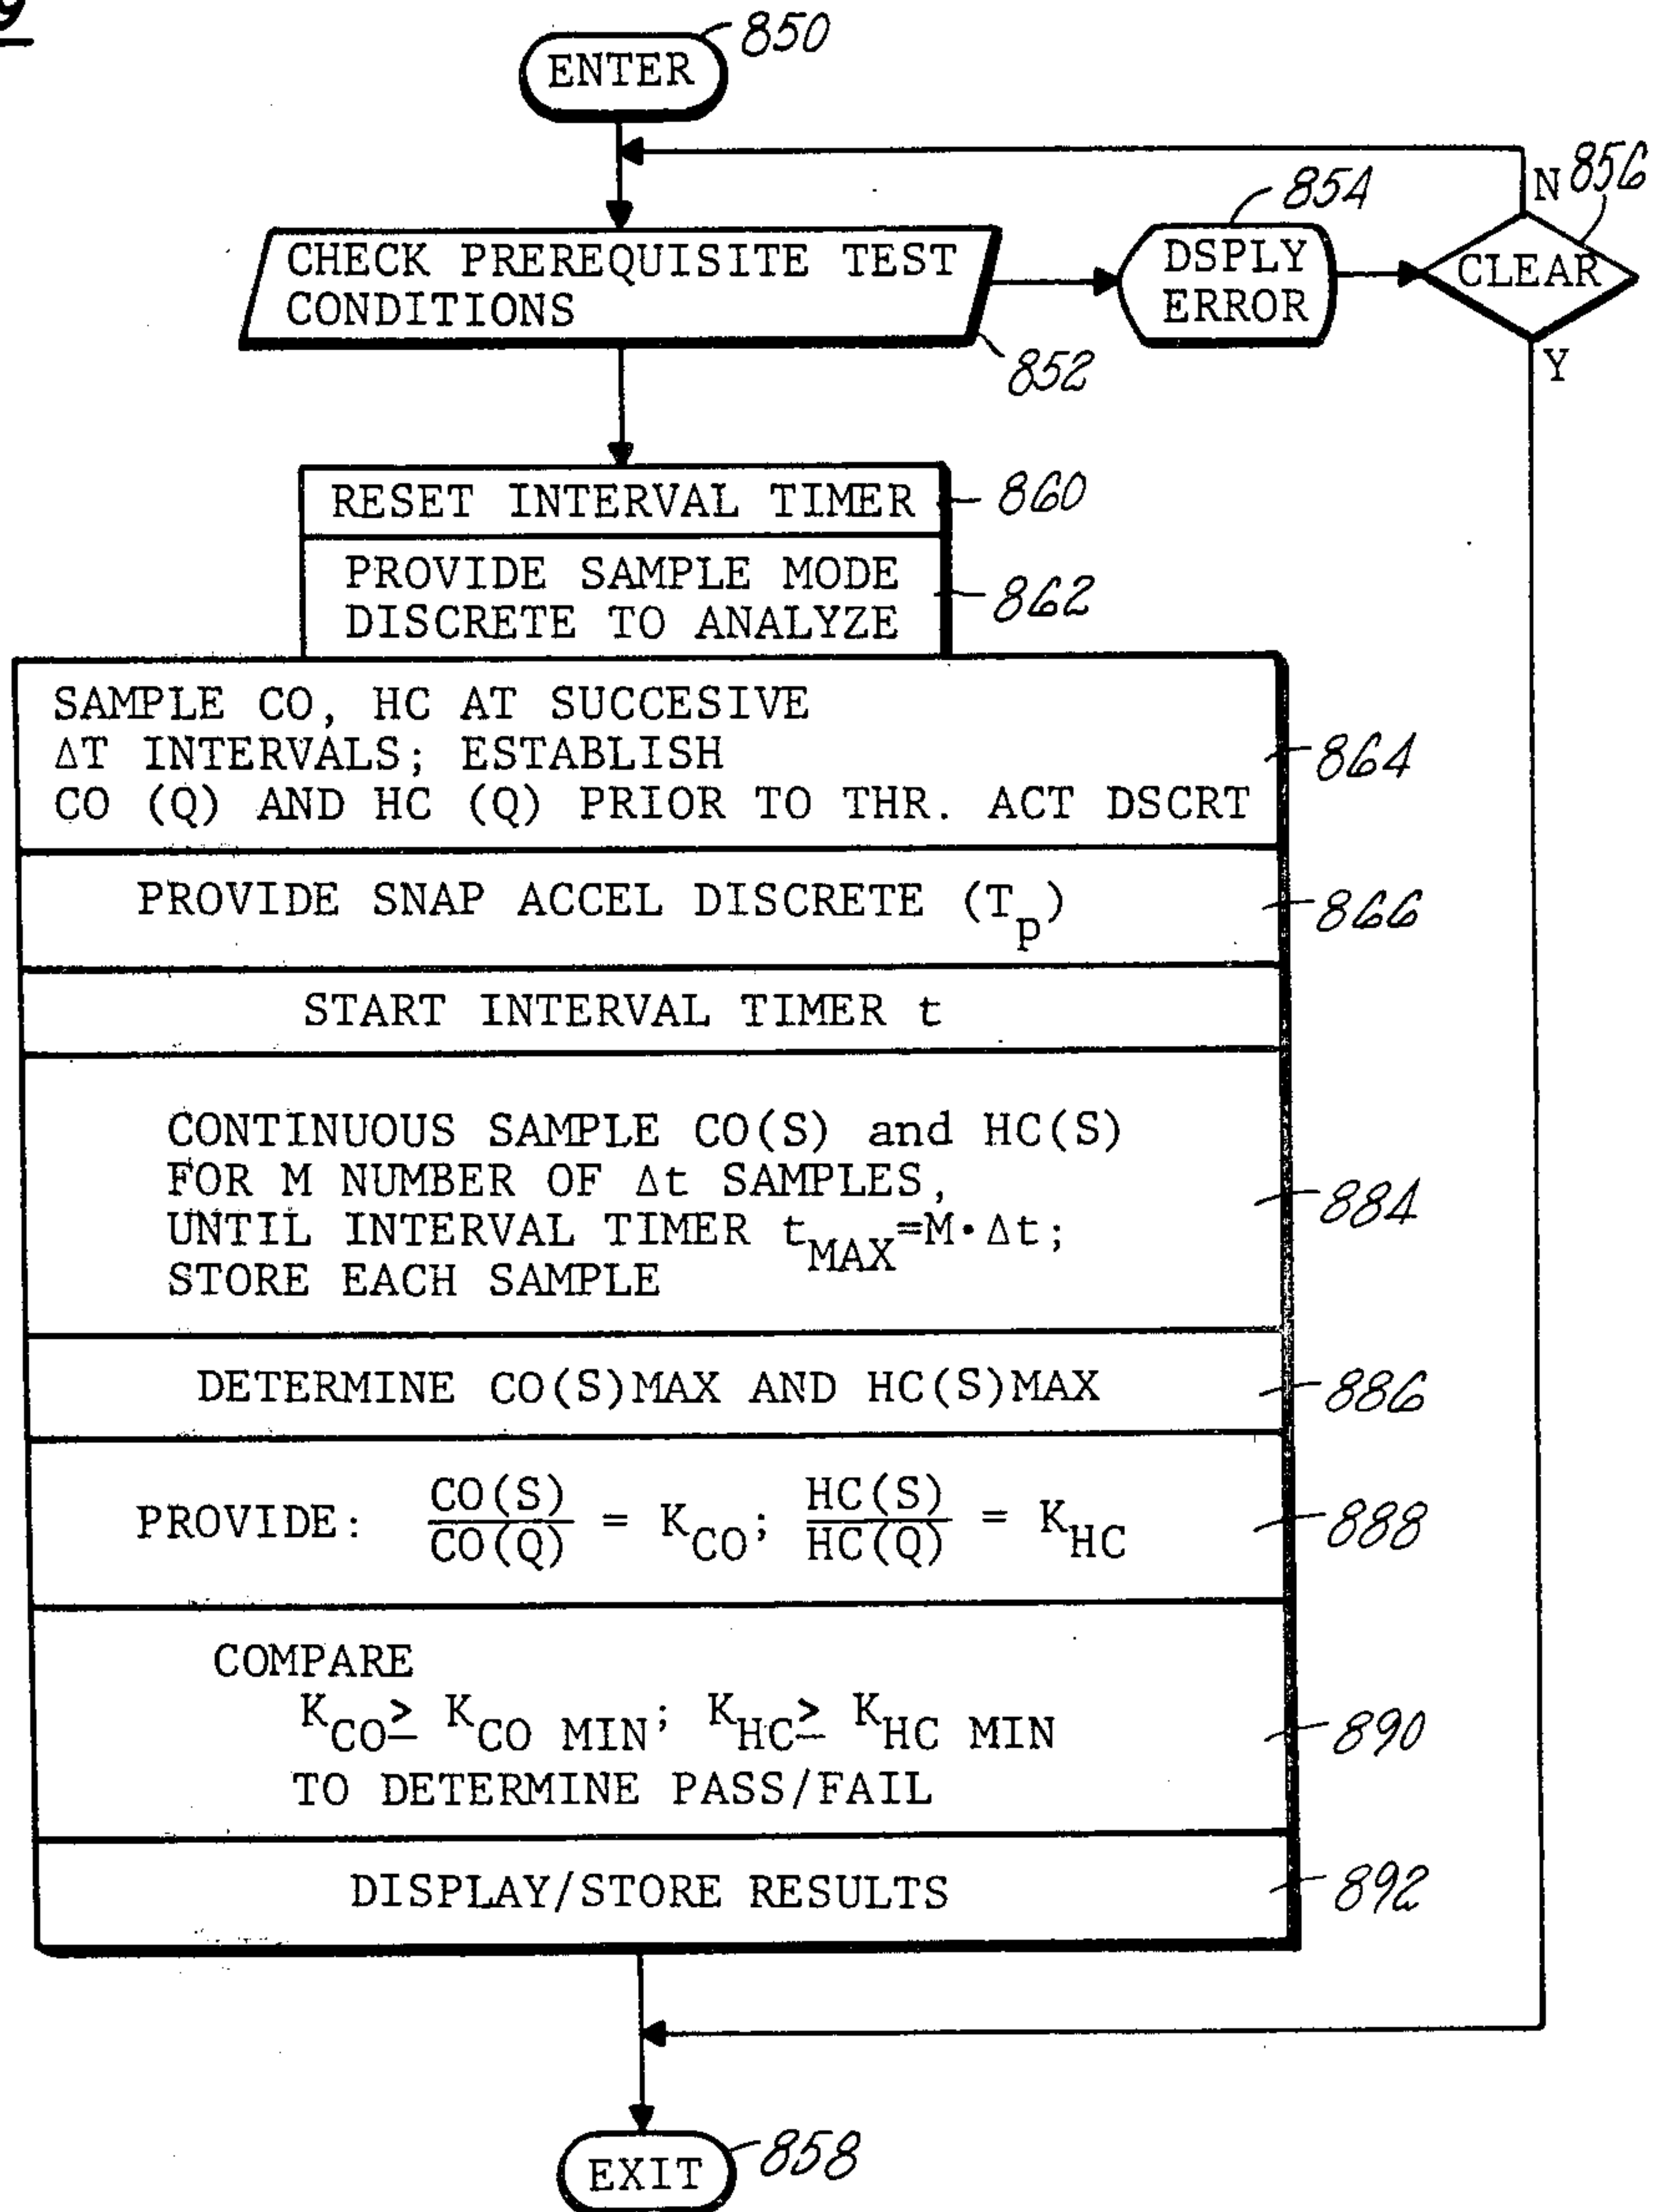 9
ENTER
850
N
856
854
DSPLY
ERROR
CLEAR
CHECK PREREQUISITE TEST
CONDITIONS
852
Y
RESET INTERVAL TIMER
860
PROVIDE SAMPLE MODE
DISCRETE TO ANALYZE
862
SAMPLE CO, HC AT SUCCESIVE
ΔT INTERVALS; ESTABLISH
CO (Q) AND HC (Q) PRIOR TO THR. ACT DSCRT
864
PROVIDE SNAP ACCEL DISCRETE (Tp)
866
START INTERVAL TIMER t
CONTINUOUS SAMPLE CO(S) and HC(S)
FOR M NUMBER OF Δt SAMPLES,
UNTIL INTERVAL TIMER tMAX=M·Δt;
STORE EACH SAMPLE
884
DETERMINE CO(S)MAX AND HC(S)MAX
886
PROVIDE: CO(S)/CO(Q) = KCO; HC(S)/HC(Q) = KHC
888
COMPARE
KCO≥ KCO MIN; KHC≥ KHC MIN
TO DETERMINE PASS/FAIL
890
DISPLAY/STORE RESULTS
892
EXIT
858